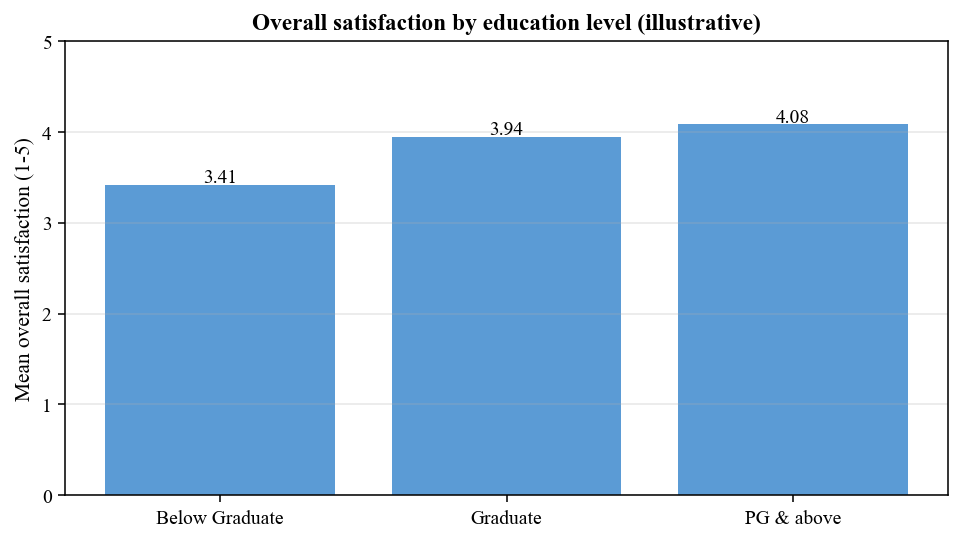 Overall satisfaction by education level (illustrative)
Mean overall satisfaction (1-5)
5
4
3
2
1
0
3.41
3.94
4.08
Below Graduate
Graduate
PG & above